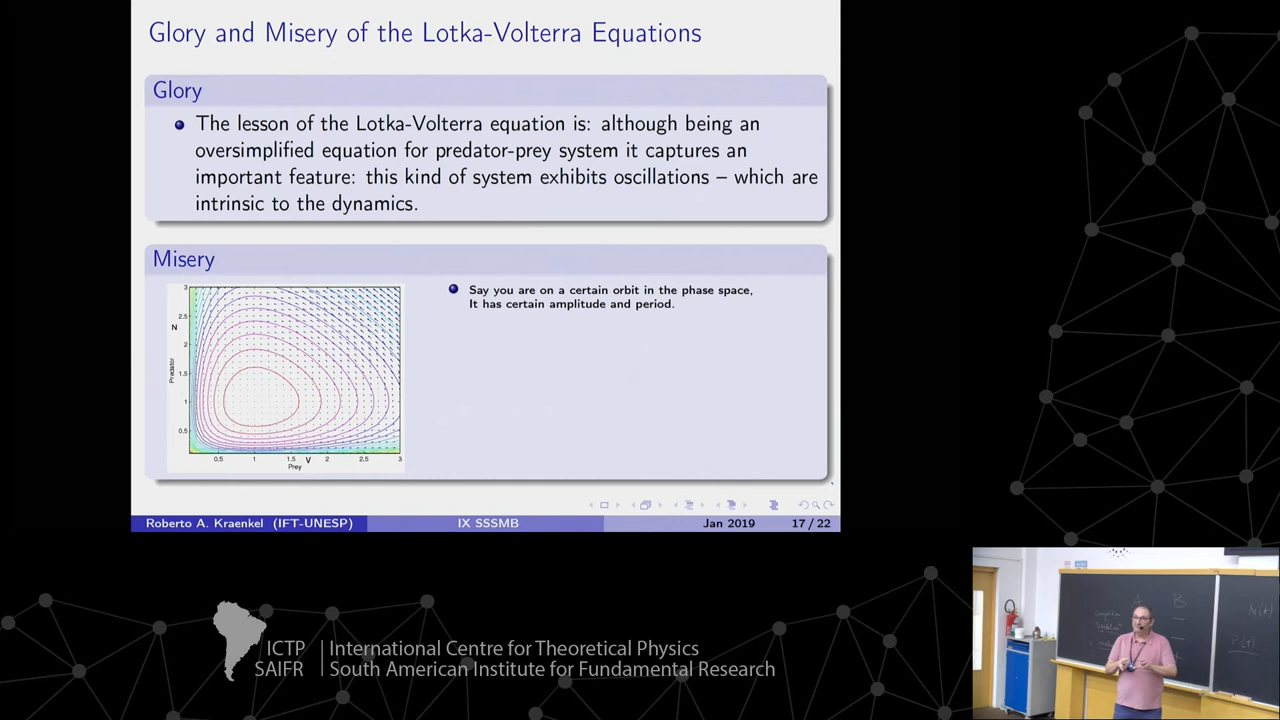 Glory and Misery of the Lotka-Volterra Equations
Glory
The lesson of the Lotka-Volterra equation is: although being an
oversimplified equation for predator-prey system it captures an
important feature: this kind of system exhibits oscillations – which are
intrinsic to the dynamics.
Misery
3
2.5
N
2
1.5
Predator
1
0.5
0.5
1
1.5
V
2
2.5
3
Prey
Say you are on a certain orbit in the phase space,
It has certain amplitude and period.
Roberto A. Kraenkel (IFT-UNESP)
IX SSSMB
Jan 2019
17 / 22
A
B
N(t)
P(t)
ICTP
SAIFR
International Centre for Theoretical Physics
South American Institute for Fundamental Research